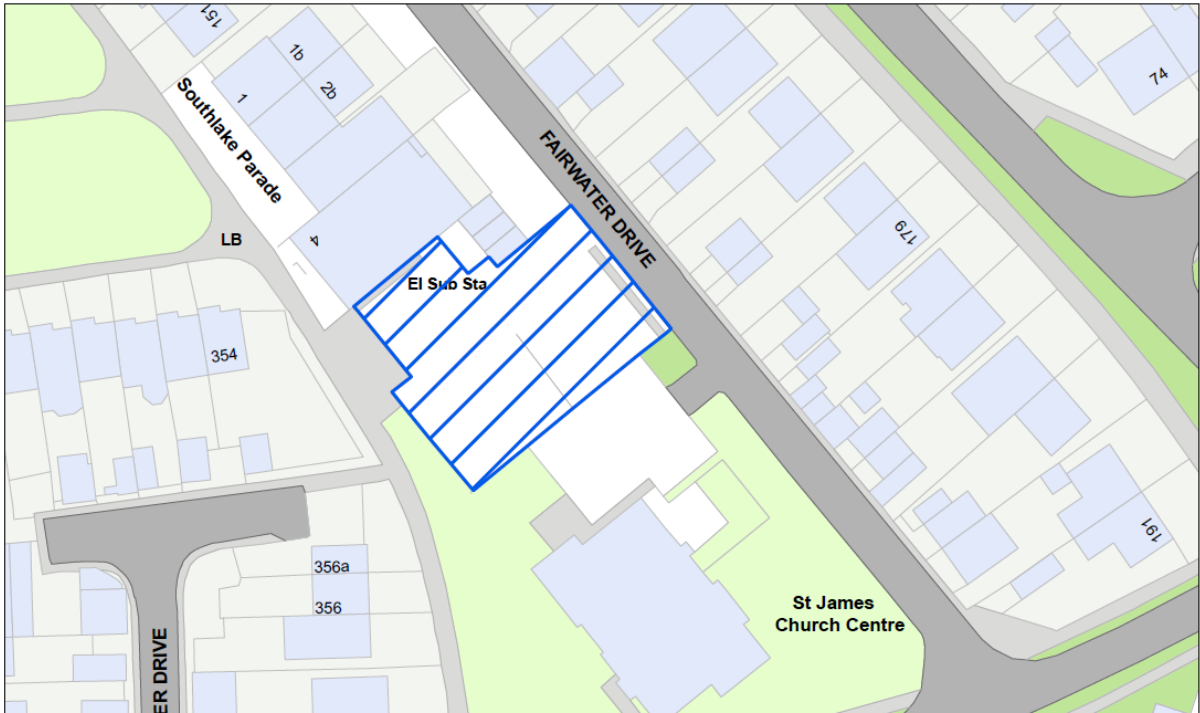 151
1b
2b
1
Southlake Parade
74
FAIRWATER DRIVE
179
LB
4
El Sub Sta
354
191
356a
356
St James
Church Centre
ER DRIVE